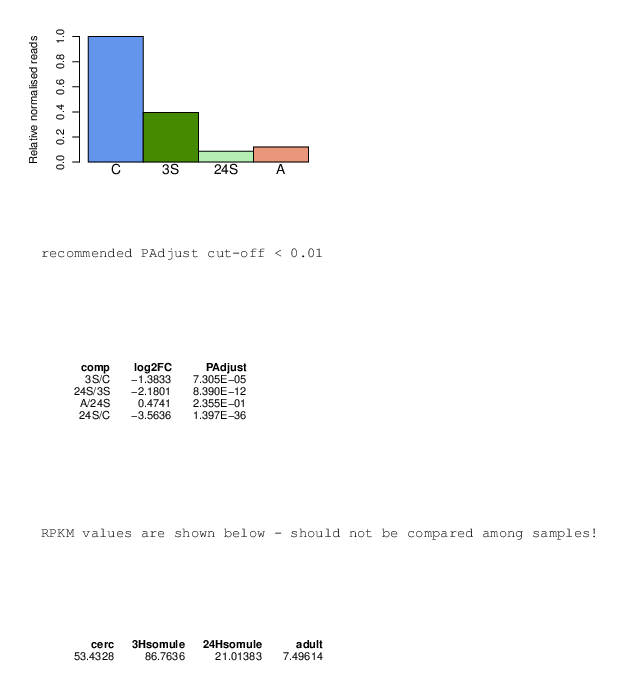 Relative normalised reads
1.0
0.8
0.6
0.4
0.2
0.0
C 3S 24S A
recommended PAdjust cut-off < 0.01
comp log2FC PAdjust
3S/C −1.3833 7.305E−05
24S/3S −2.1801 8.390E−12
A/24S 0.4741 2.355E−01
24S/C −3.5636 1.397E−36
RPKM values are shown below - should not be compared among samples!
cerc 3Hsomule 24Hsomule adult
53.4328 86.7636 21.01383 7.49614